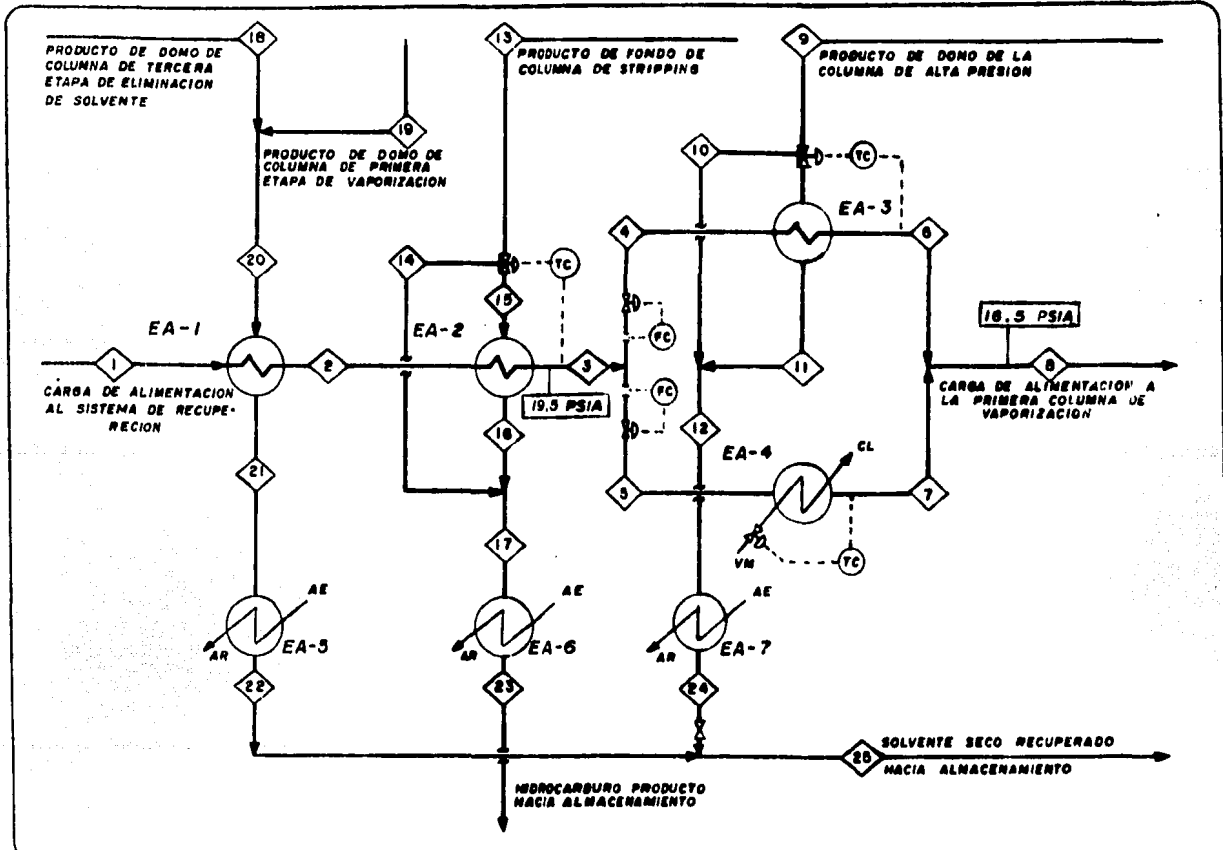 18
13
9
PRODUCTO DE DOMO DE
COLUMNA DE TERCERA
ETAPA DE ELIMINACION
DE SOLVENTE
PRODUCTO DE FONDO DE
COLUMNA DE STRIPPING
PRODUCTO DE DOMO DE LA
COLUMNA DE ALTA PRESION
19
PRODUCTO DE DOMO DE
COLUMNA DE PRIMERA
ETAPA DE VAPORIZACION
10
TC
EA-3
4
6
20
14
TC
15
EA-1
EA-2
FC
16.5 PSIA
1
2
3
11
8
CARGA DE ALIMENTACION
AL SISTEMA DE RECUPE-
RECION
19.5 PSIA
FC
CARGA DE ALIMENTACION A
LA PRIMERA COLUMNA DE
VAPORIZACION
16
12
EA-4
CL
21
5
7
17
VM
TC
AE
AE
AE
AR
EA-5
AR
EA-6
AR
EA-7
22
23
24
SOLVENTE SECO RECUPERADO
25
HACIA ALMACENAMIENTO
HIDROCARBURO PRODUCTO
HACIA ALMACENAMIENTO